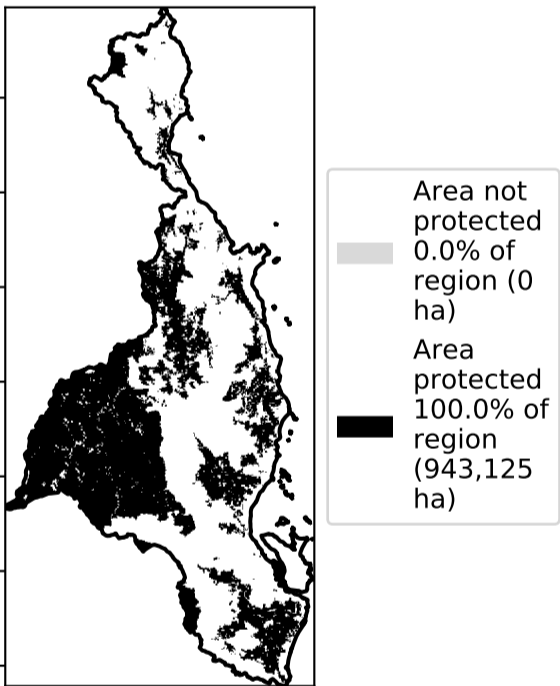 Area not
protected
0.0% of
region (0
ha)
Area
protected
100.0% of
region
(943,125
ha)